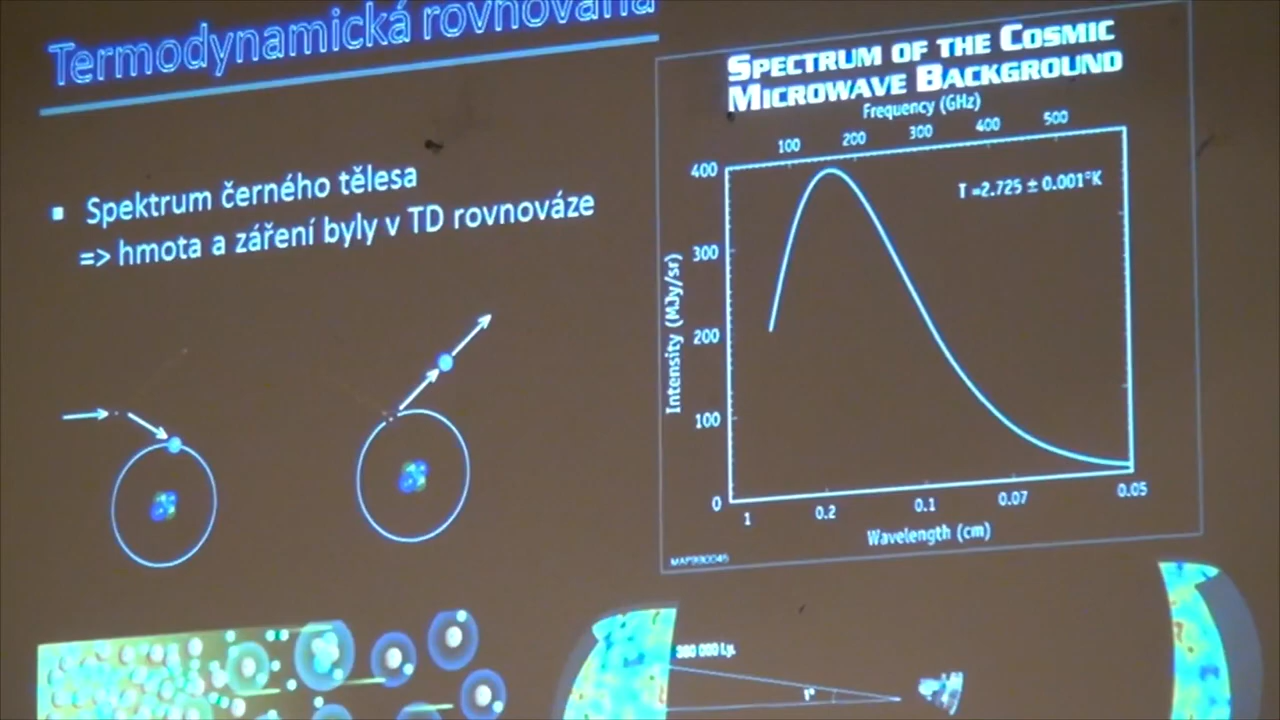 Termodynamická rovnováha
▪ Spektrum černého tělesa
=> hmota a záření byly v TD rovnováze
SPECTRUM OF THE COSMIC
MICROWAVE BACKGROUND
Frequency (GHz)
100 200 300 400 500
400
300
200
100
0
T =2.725 ± 0.001°K
Intensity (MJy/sr)
1 0.2 0.1 0.07 0.05
Wavelength (cm)
MAP990045
380 000 l.y.
1°